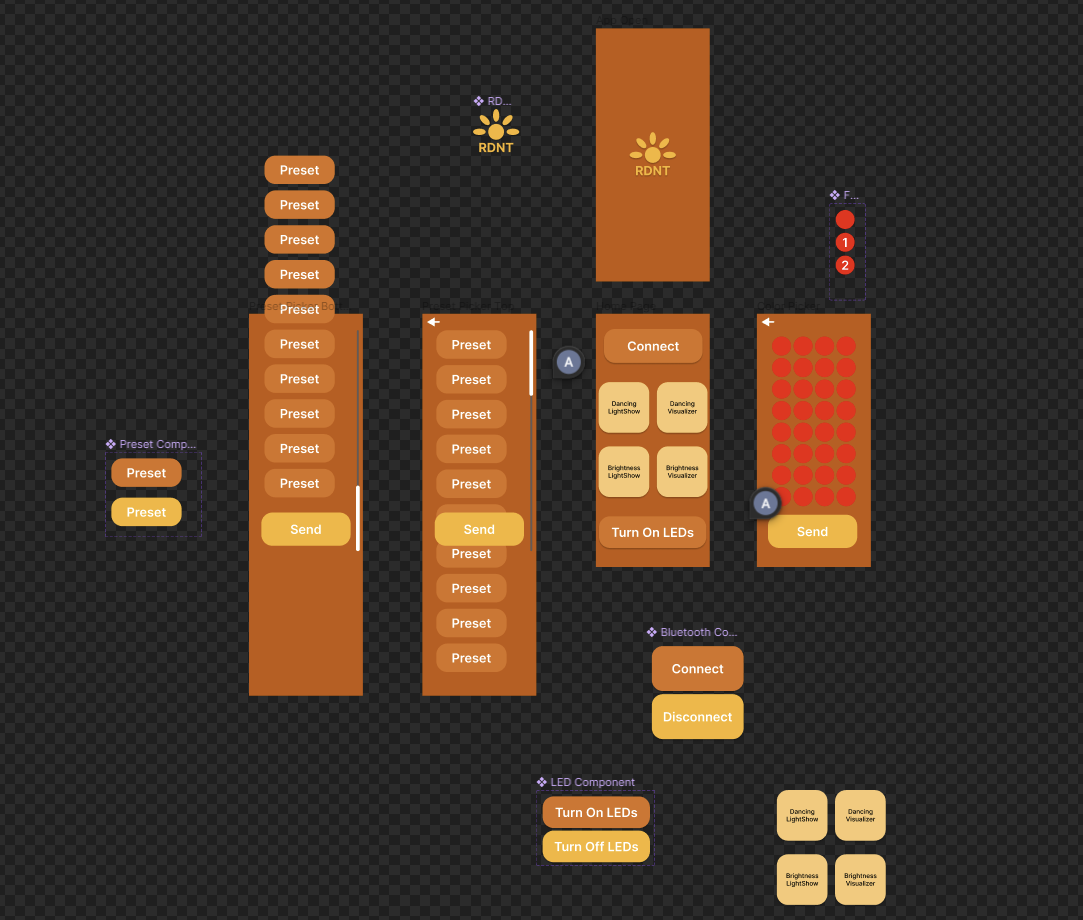 RD...
RDNT
RDNT
F...
1
2
Preset
Preset
Preset
Preset
Preset
Preset
Preset
Preset
Preset
Preset
Send
Preset
Preset
Preset
Preset
Preset
Send
Preset
Preset
Preset
Preset
A
Connect
Dancing
LightShow
Dancing
Visualizer
Brightness
LightShow
Brightness
Visualizer
Turn On LEDs
A
Send
Preset Comp...
Preset
Preset
Bluetooth Co...
Connect
Disconnect
LED Component
Turn On LEDs
Turn Off LEDs
Dancing
LightShow
Dancing
Visualizer
Brightness
LightShow
Brightness
Visualizer